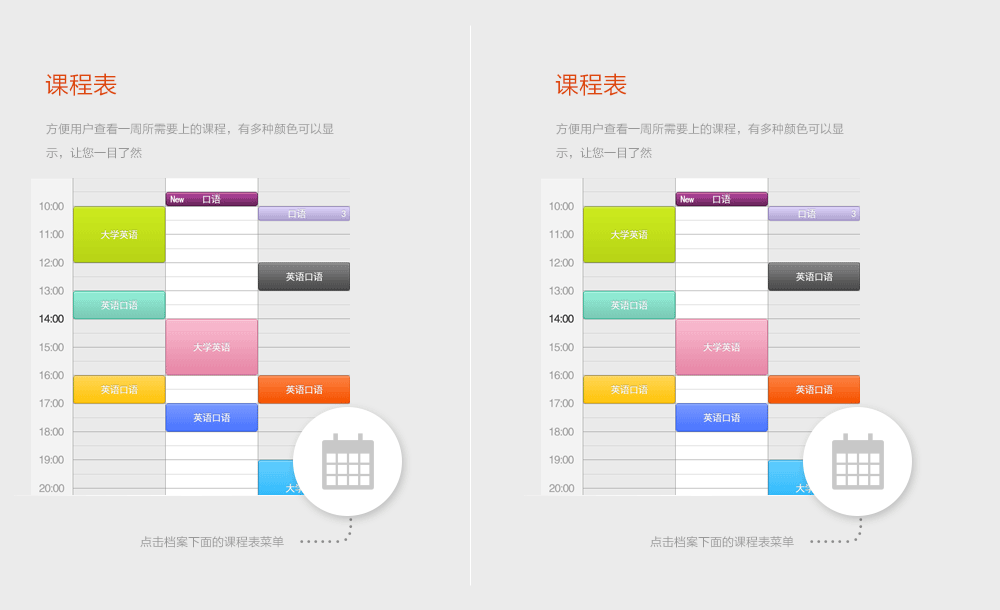 课程表
方便用户查看一周所需要上的课程，有多种颜色可以显
示，让您一目了然
New 口语
10:00
口语 3
11:00 大学英语
12:00
英语口语
13:00
英语口语
14:00
15:00 大学英语
16:00
英语口语 英语口语
17:00
英语口语
18:00
19:00
20:00 大
点击档案下面的课程表菜单
课程表
方便用户查看一周所需要上的课程，有多种颜色可以显
示，让您一目了然
New 口语
10:00
口语 3
11:00 大学英语
12:00
英语口语
13:00
英语口语
14:00
15:00 大学英语
16:00
英语口语 英语口语
17:00
英语口语
18:00
19:00
20:00 大
点击档案下面的课程表菜单